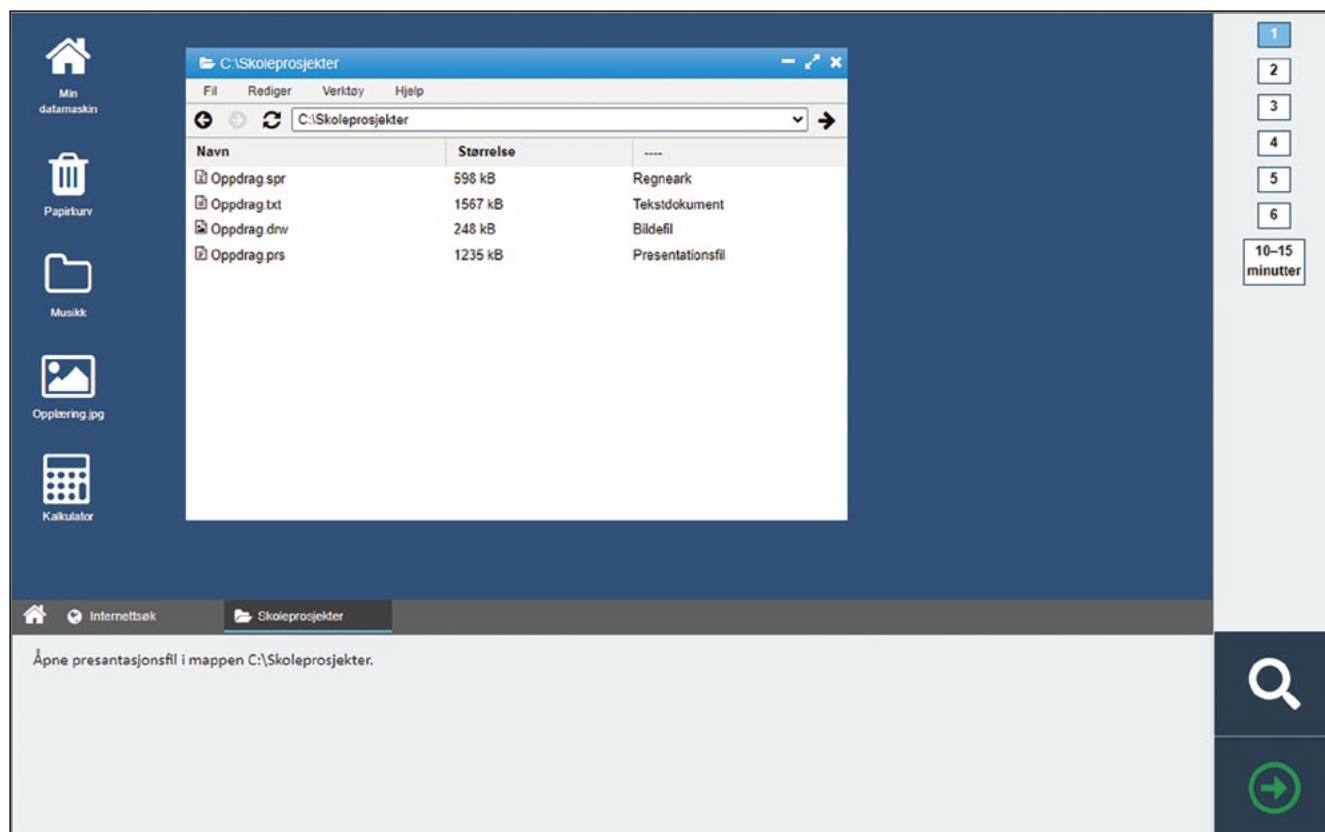 Min
datamaskin
Papirkurv
Musikk
Opplæring.jpg
Kalkulator
C:\Skoleprosjekter
Fil Rediger Verktøy Hjelp
C:\Skoleprosjekter
Navn Størrelse ----
Oppdrag.spr 598 kB Regneark
Oppdrag.txt 1567 kB Tekstdokument
Oppdrag.drw 248 kB Bildefil
Oppdrag.prs 1235 kB Presentationsfil
Internettsøk Skoleprosjekter
Åpne presantasjonsfil i mappen C:\Skoleprosjekter.
1
2
3
4
5
6
10–15
minutter